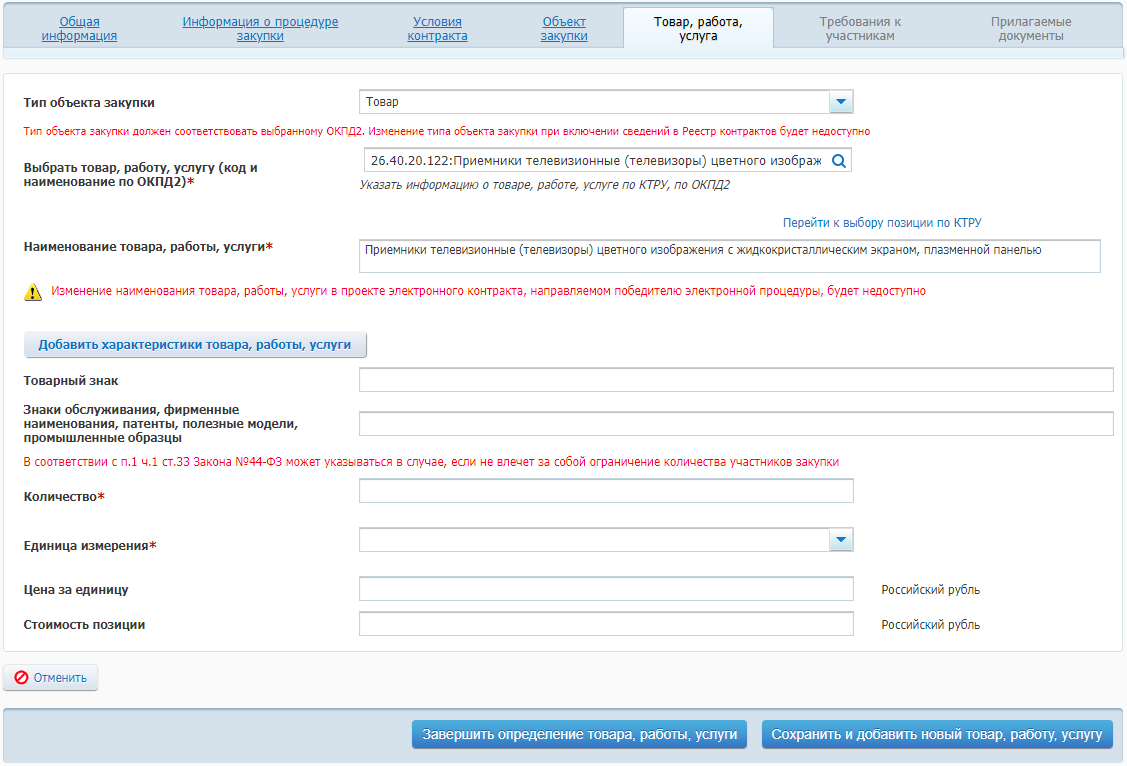 Общая
информация
Информация о процедуре
закупки
Условия
контракта
Объект
закупки
Товар, работа,
услуга
Требования к
участникам
Прилагаемые
документы
Тип объекта закупки
Товар
Тип объекта закупки должен соответствовать выбранному ОКПД2. Изменение типа объекта закупки при включении сведений в Реестр контрактов будет недоступно
Выбрать товар, работу, услугу (код и
наименование по ОКПД2)*
26.40.20.122:Приемники телевизионные (телевизоры) цветного изображ
Указать информацию о товаре, работе, услуге по КТРУ, по ОКПД2
Перейти к выбору позиции по КТРУ
Наименование товара, работы, услуги*
Приемники телевизионные (телевизоры) цветного изображения с жидкокристаллическим экраном, плазменной панелью
Изменение наименования товара, работы, услуги в проекте электронного контракта, направляемом победителю электронной процедуры, будет недоступно
Добавить характеристики товара, работы, услуги
Товарный знак
Знаки обслуживания, фирменные
наименования, патенты, полезные модели,
промышленные образцы
В соответствии с п.1 ч.1 ст.33 Закона №44-ФЗ может указываться в случае, если не влечет за собой ограничение количества участников закупки
Количество*
Единица измерения*
Цена за единицу
Российский рубль
Стоимость позиции
Российский рубль
Отменить
Завершить определение товара, работы, услуги
Сохранить и добавить новый товар, работу, услугу